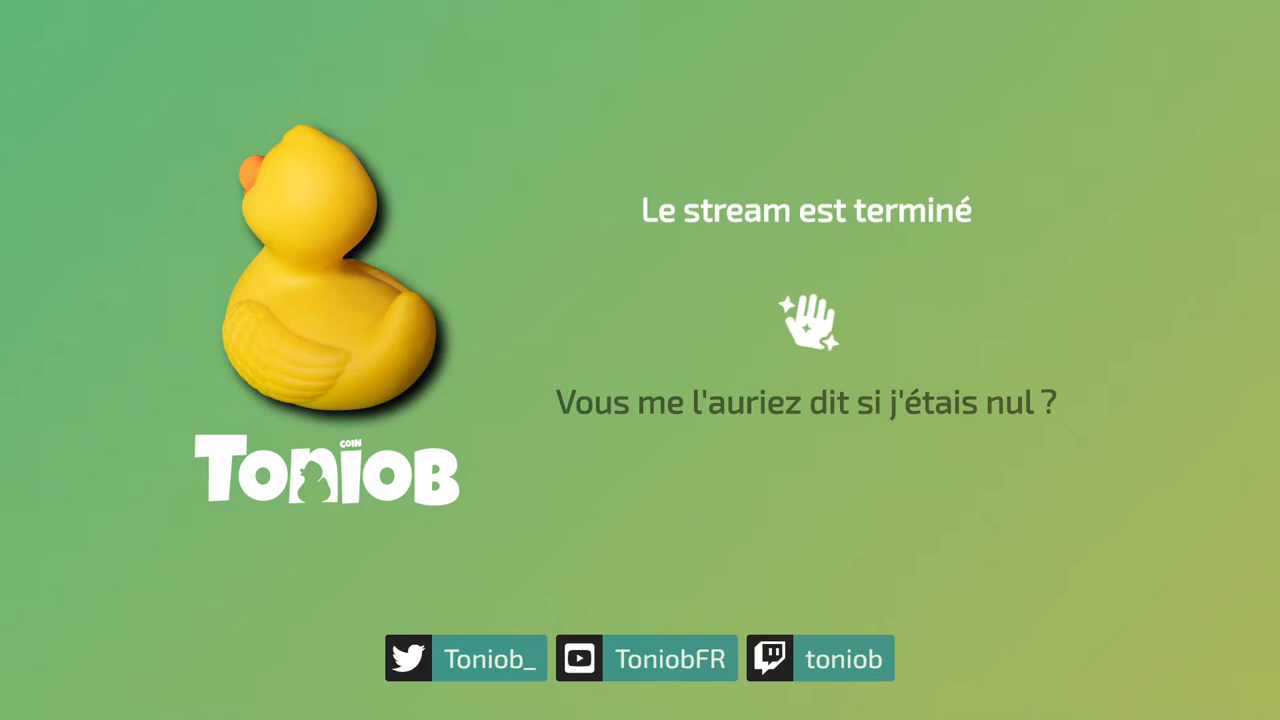 Le stream est terminé
Vous me l'auriez dit si j'étais nul ?
COIN
ToniOB
Toniob_
ToniobFR
toniob